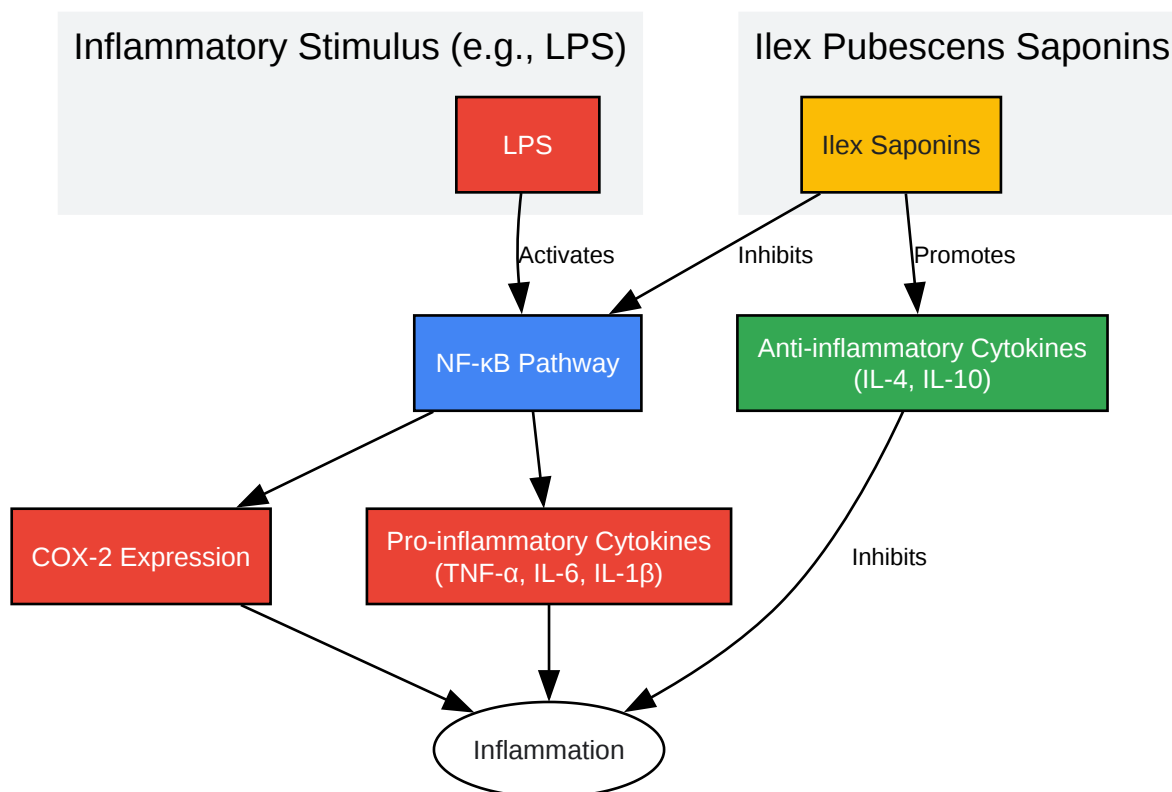 Inflammatory Stimulus (e.g., LPS)
Ilex Pubescens Saponins
LPS
Ilex Saponins
Activates
Inhibits
Promotes
NF-κB Pathway
Anti-inflammatory Cytokines
(IL-4, IL-10)
COX-2 Expression
Pro-inflammatory Cytokines
(TNF-α, IL-6, IL-1β)
Inhibits
Inflammation